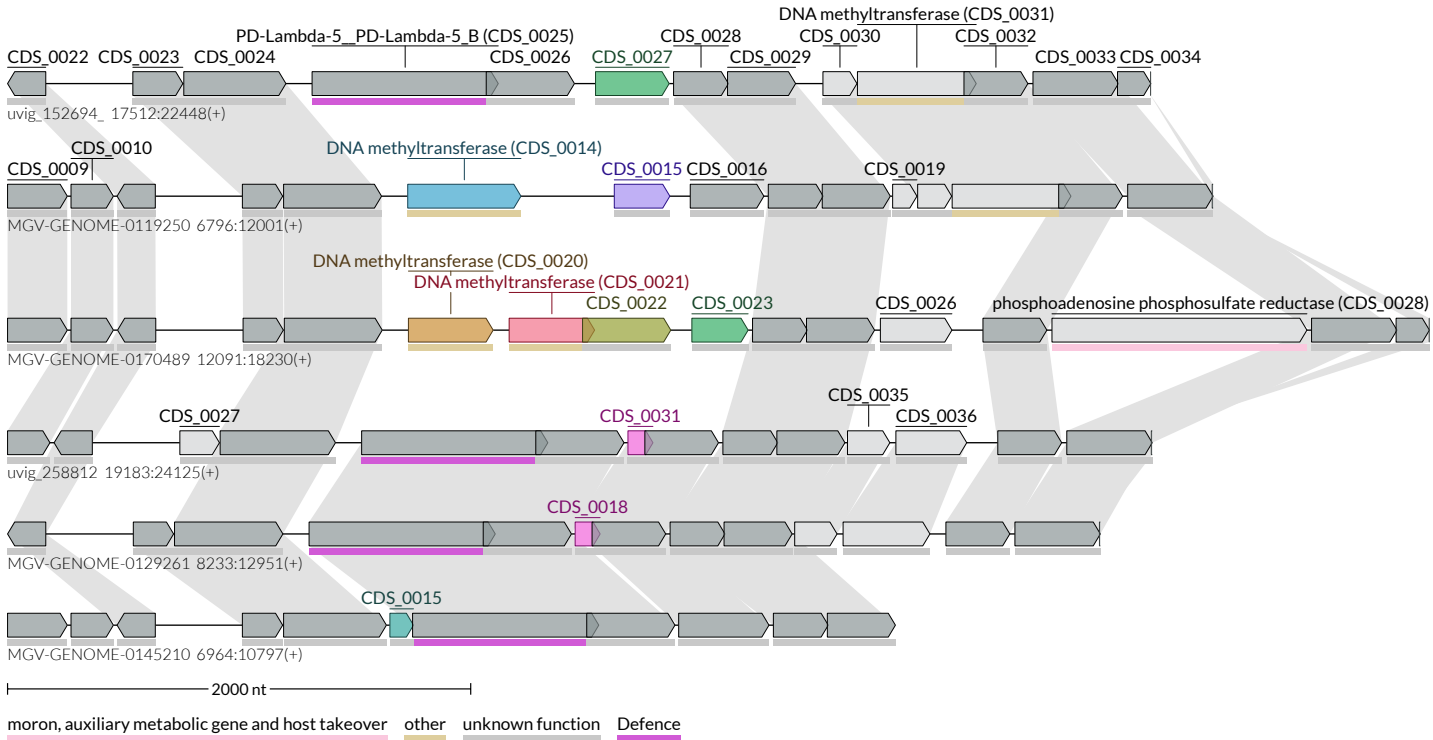 DNA methyltransferase (CDS_0031)
PD-Lambda-5__PD-Lambda-5_B (CDS_0025) CDS_0028 CDS_0030 CDS_0032
CDS_0022 CDS_0023 CDS_0024 CDS_0026 CDS_0027 CDS_0029 CDS_0033 CDS_0034
uvig_152694_ 17512:22448(+)
CDS_0010 DNA methyltransferase (CDS_0014)
CDS_0009 CDS_0015 CDS_0016 CDS_0019
MGV-GENOME-0119250 6796:12001(+)
DNA methyltransferase (CDS_0020)
DNA methyltransferase (CDS_0021)
CDS_0022 CDS_0023 CDS_0026 phosphoadenosine phosphosulfate reductase (CDS_0028)
MGV-GENOME-0170489 12091:18230(+)
CDS_0035
CDS_0027 CDS_0031 CDS_0036
uvig_258812 19183:24125(+)
CDS_0018
MGV-GENOME-0129261 8233:12951(+)
CDS_0015
MGV-GENOME-0145210 6964:10797(+)
2000 nt
moron, auxiliary metabolic gene and host takeover other unknown function Defence